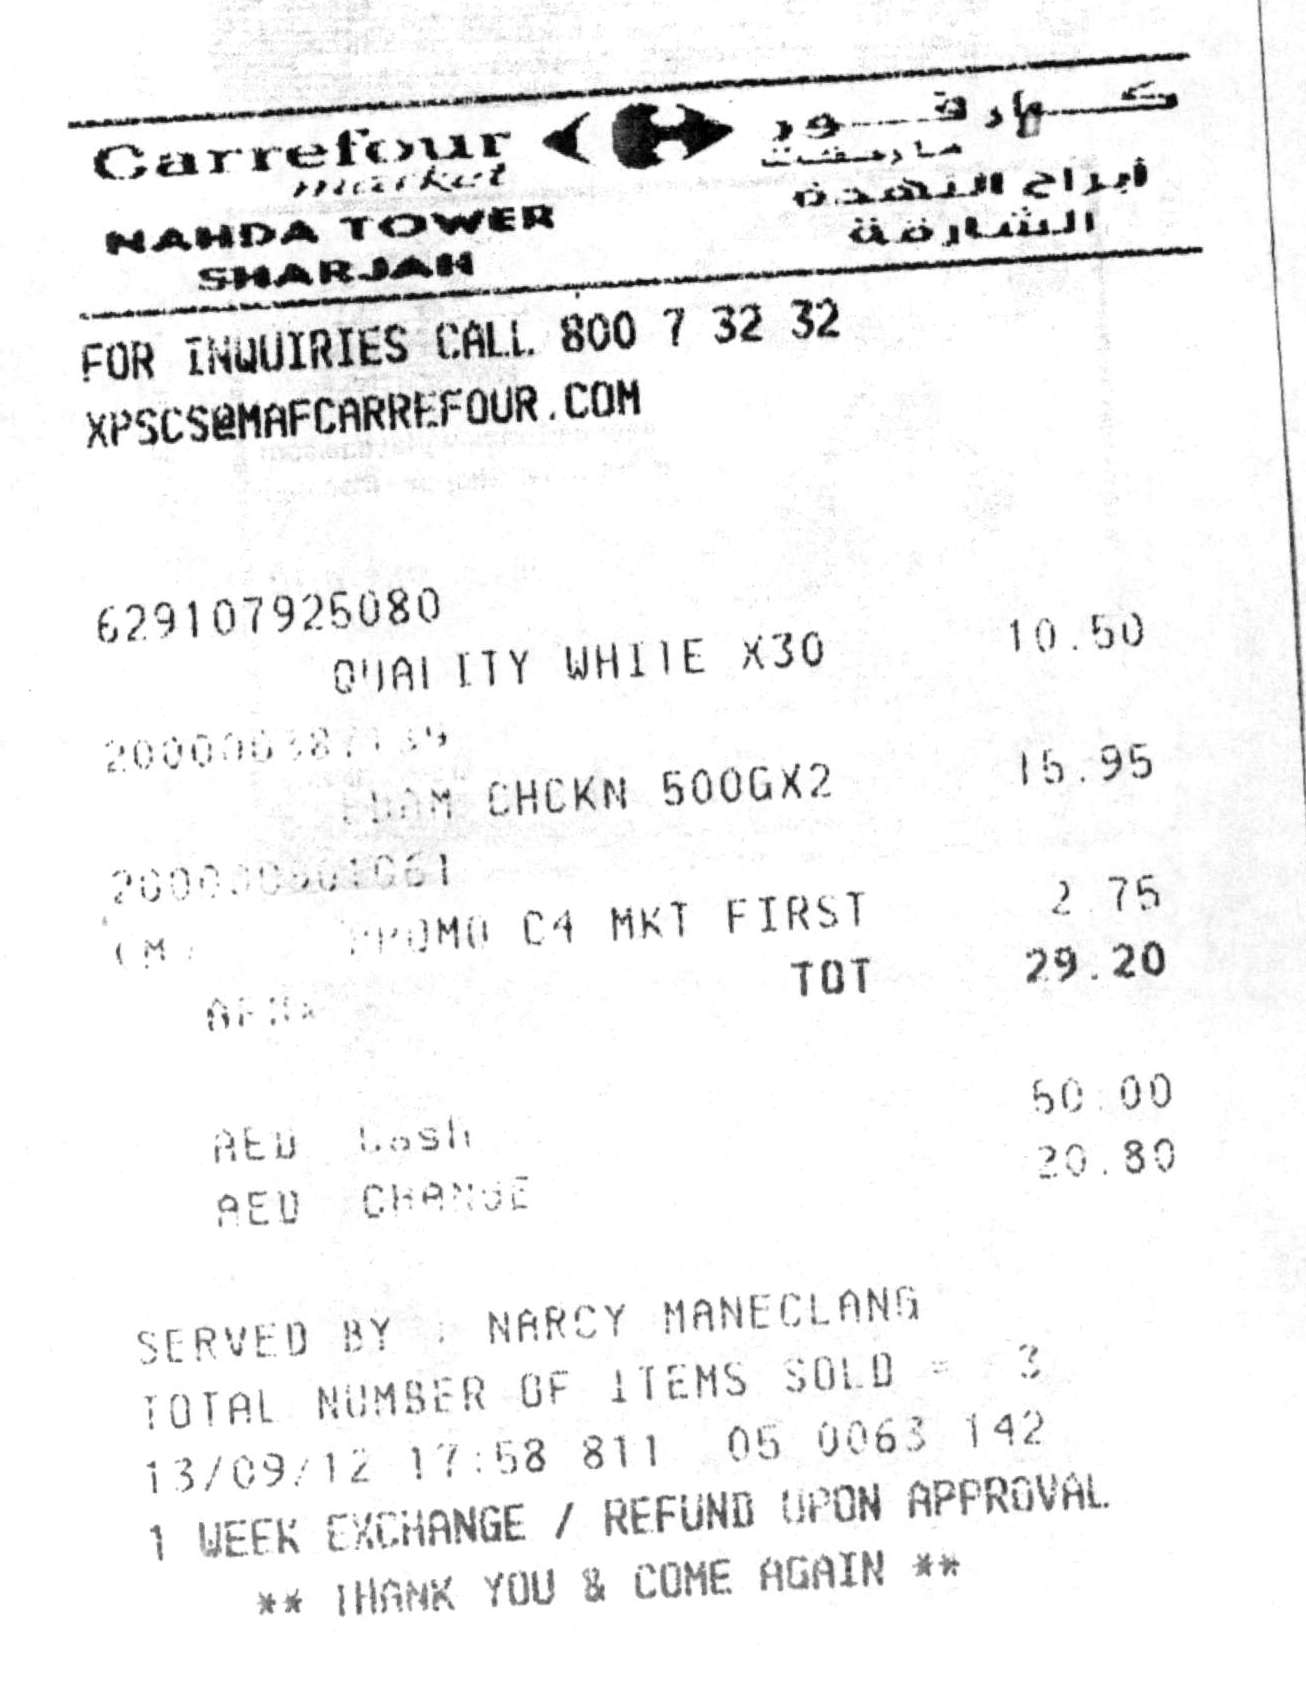 Carrefour
market
NAHDA TOWER
SHARJAH
كارفور
ماركت
أبراج النهدة
الشارقة
FOR INQUIRIES CALL 800 7 32 32
XPSCS@MAFCARREFOUR.COM
629107925080
QUALITY WHITE X30 10.50
CHCKN 500GX2 15.95
PROMO C4 MKT FIRST 2.75
TOT 29.20
AED Cash 50.00
AED CHANGE 20.80
SERVED BY : NARCY MANECLANG
TOTAL NUMBER OF ITEMS SOLD = 3
13/09/12 17:58 811 05 0063 142
1 WEEK EXCHANGE / REFUND UPON APPROVAL
** THANK YOU & COME AGAIN **